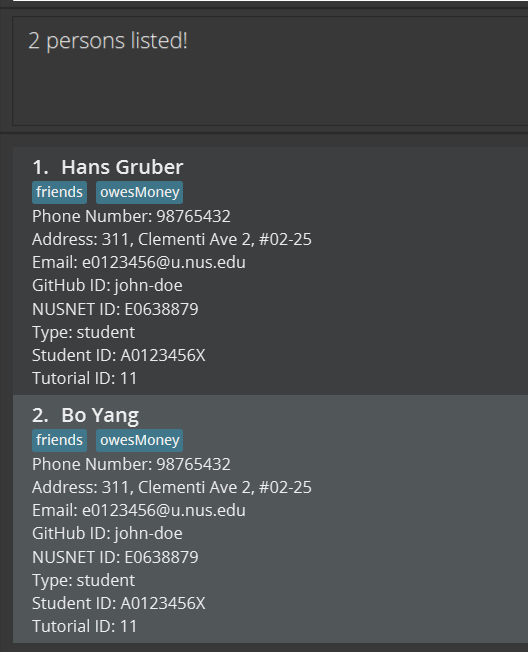 2 persons listed!
1. Hans Gruber
friends owesMoney
Phone Number: 98765432
Address: 311, Clementi Ave 2, #02-25
Email: e0123456@u.nus.edu
GitHub ID: john-doe
NUSNET ID: E0638879
Type: student
Student ID: A0123456X
Tutorial ID: 11
2. Bo Yang
friends owesMoney
Phone Number: 98765432
Address: 311, Clementi Ave 2, #02-25
Email: e0123456@u.nus.edu
GitHub ID: john-doe
NUSNET ID: E0638879
Type: student
Student ID: A0123456X
Tutorial ID: 11